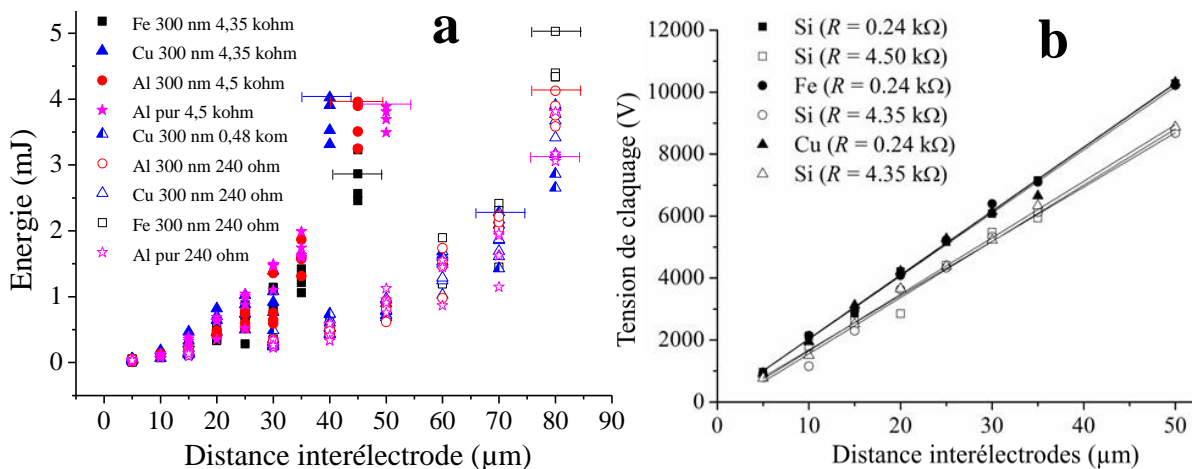 a
Fe 300 nm 4,35 kohm
Cu 300 nm 4,35 kohm
Al 300 nm 4,5 kohm
Al pur 4,5 kohm
Cu 300 nm 0,48 kom
Al 300 nm 240 ohm
Cu 300 nm 240 ohm
Fe 300 nm 240 ohm
Al pur 240 ohm
Energie (mJ)
5
4
3
2
1
0
0 10 20 30 40 50 60 70 80 90
Distance interélectrode (µm)
b
Si (R = 0.24 kΩ)
Si (R = 4.50 kΩ)
Fe (R = 0.24 kΩ)
Si (R = 4.35 kΩ)
Cu (R = 0.24 kΩ)
Si (R = 4.35 kΩ)
Tension de claquage (V)
10000
8000
6000
4000
2000
0
0 10 20 30 40 50
Distance interélectrodes (µm)